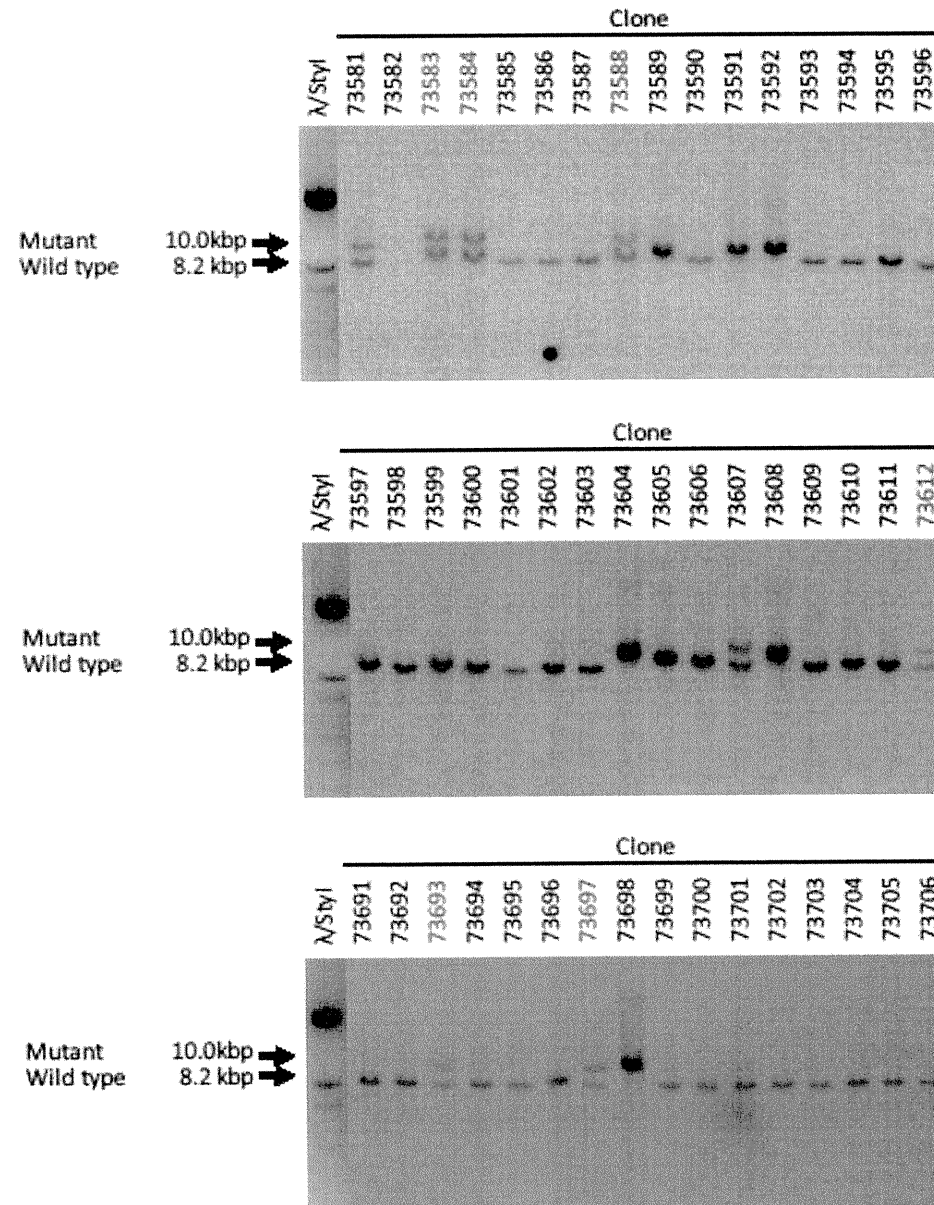 Clone
λ/StyI 73581 73582 73583 73584 73585 73586 73587 73588 73589 73590 73591 73592 73593 73594 73595 73596
Mutant 10.0kbp
Wild type 8.2 kbp
Clone
λ/StyI 73597 73598 73599 73600 73601 73602 73603 73604 73605 73606 73607 73608 73609 73610 73611 73612
Mutant 10.0kbp
Wild type 8.2 kbp
Clone
λ/StyI 73691 73692 73693 73694 73695 73696 73697 73698 73699 73700 73701 73702 73703 73704 73705 73706
Mutant 10.0kbp
Wild type 8.2 kbp